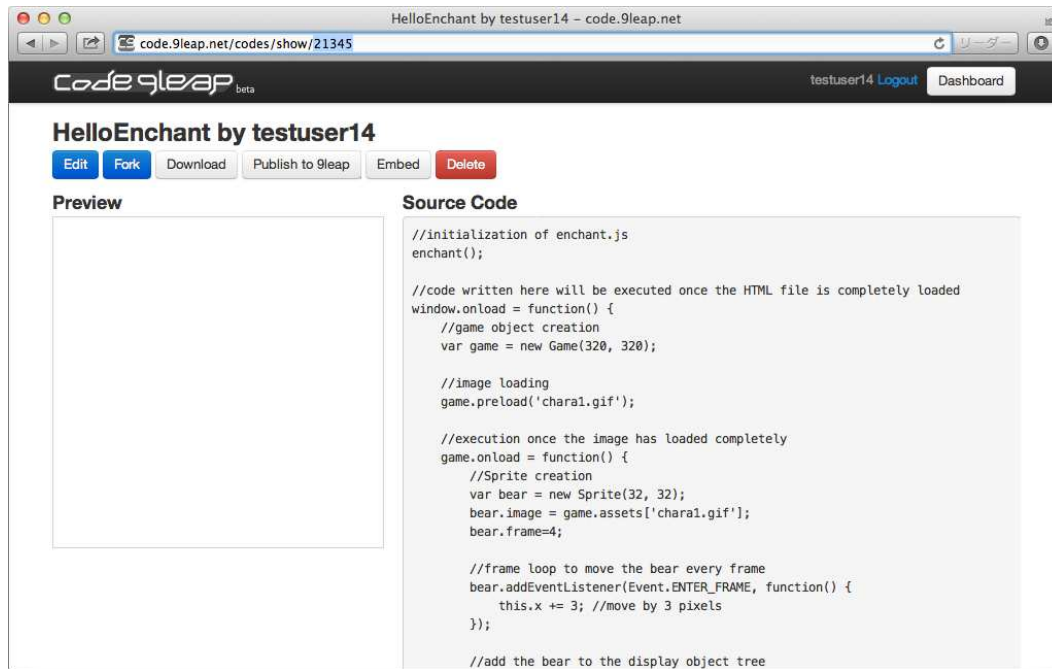 HelloEnchant by testuser14 – code.9leap.net
code.9leap.net/codes/show/21345
リーダー
code 9leap beta
testuser14 Logout
Dashboard
HelloEnchant by testuser14
Edit
Fork
Download
Publish to 9leap
Embed
Delete
Preview
Source Code
//initialization of enchant.js
enchant();
//code written here will be executed once the HTML file is completely loaded
window.onload = function() {
//game object creation
var game = new Game(320, 320);
//image loading
game.preload('chara1.gif');
//execution once the image has loaded completely
game.onload = function() {
//Sprite creation
var bear = new Sprite(32, 32);
bear.image = game.assets['chara1.gif'];
bear.frame=4;
//frame loop to move the bear every frame
bear.addEventListener(Event.ENTER_FRAME, function() {
this.x += 3; //move by 3 pixels
});
//add the bear to the display object tree